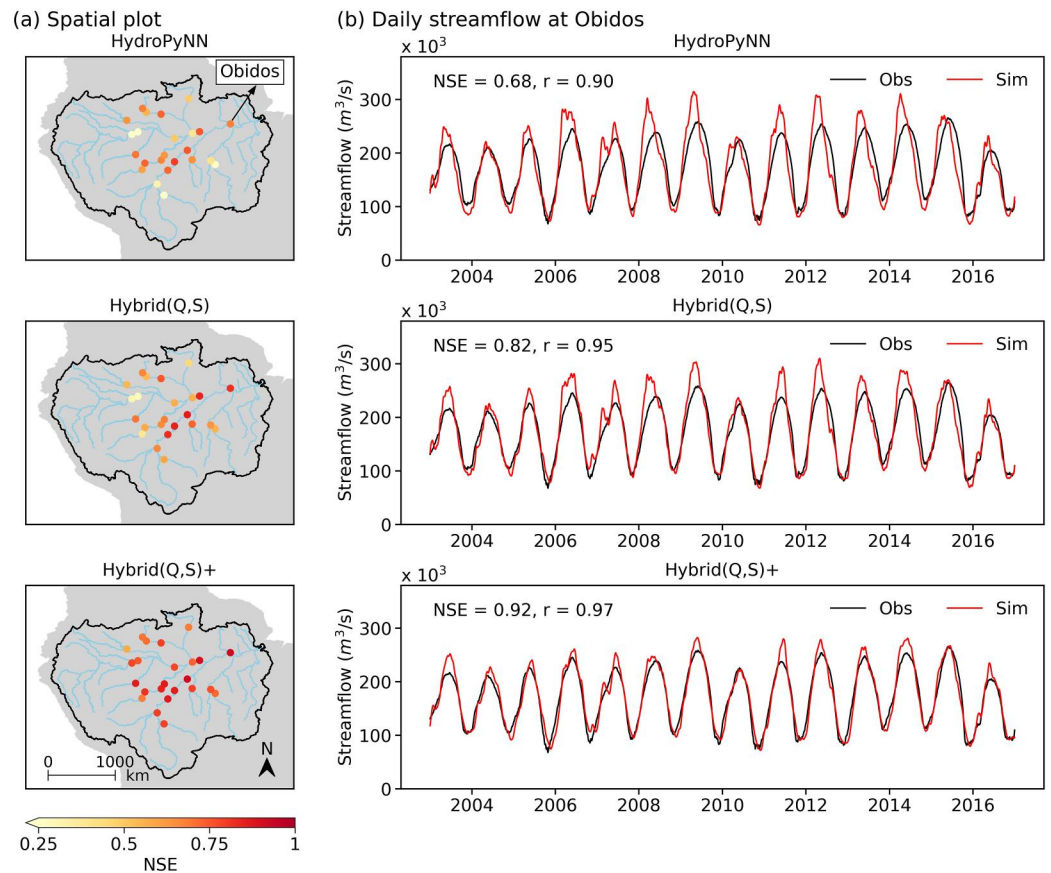 (a) Spatial plot
HydroPyNN
Obidos
Hybrid(Q,S)
Hybrid(Q,S)+
0 1000
km
N
0.25 0.5 0.75 1
NSE
(b) Daily streamflow at Obidos
HydroPyNN
x 10³
NSE = 0.68, r = 0.90
Obs Sim
300
200
100
0
Streamflow (m³/s)
2004 2006 2008 2010 2012 2014 2016
Hybrid(Q,S)
x 10³
NSE = 0.82, r = 0.95
Obs Sim
300
200
100
0
Streamflow (m³/s)
2004 2006 2008 2010 2012 2014 2016
Hybrid(Q,S)+
x 10³
NSE = 0.92, r = 0.97
Obs Sim
300
200
100
0
Streamflow (m³/s)
2004 2006 2008 2010 2012 2014 2016